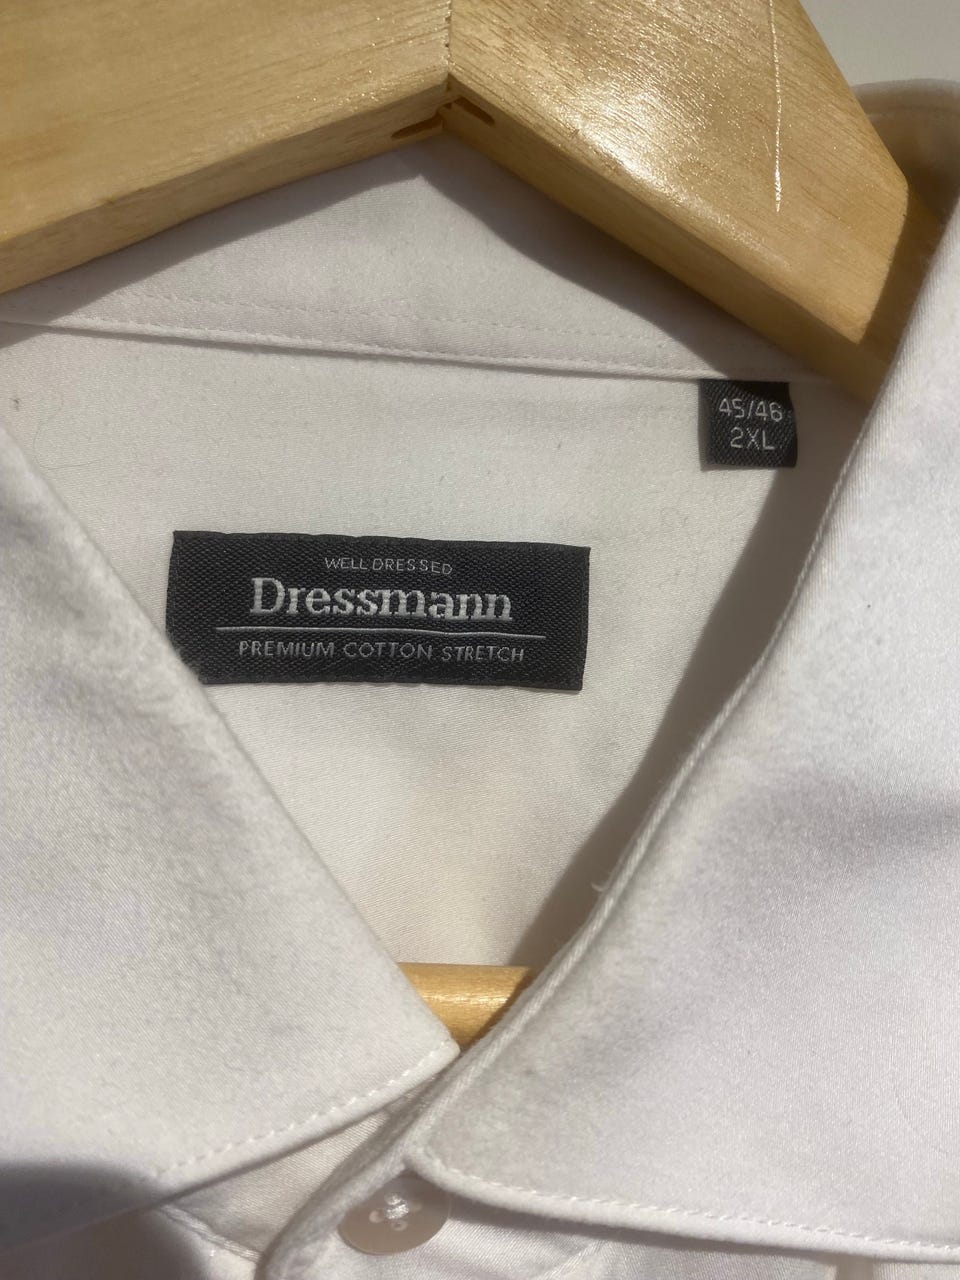 45/46
2XL
WELL DRESSED
Dressmann
PREMIUM COTTON STRETCH